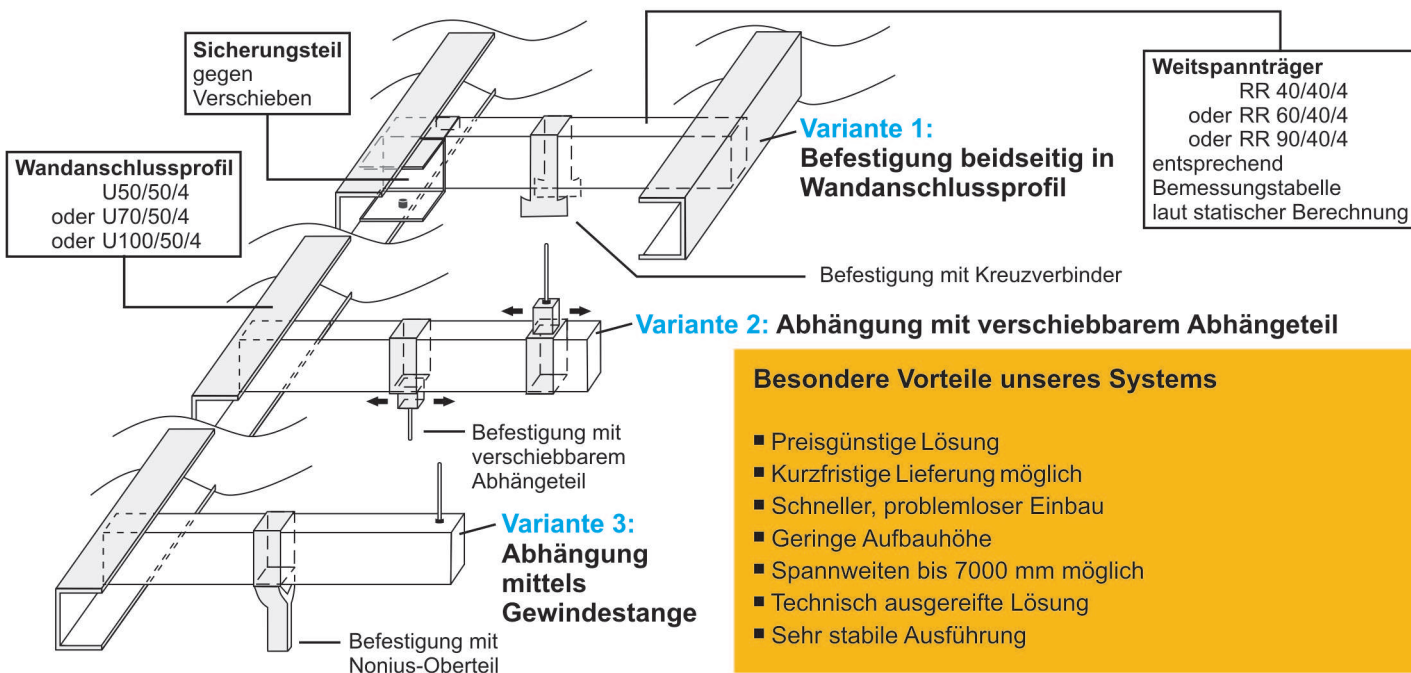 Sicherungsteil
gegen
Verschieben
Wandanschlussprofil
U50/50/4
oder U70/50/4
oder U100/50/4
Weitspannträger
RR 40/40/4
oder RR 60/40/4
oder RR 90/40/4
entsprechend
Bemessungstabelle
laut statischer Berechnung
Variante 1:
Befestigung beidseitig in
Wandanschlussprofil
Befestigung mit Kreuzverbinder
Variante 2: Abhängung mit verschiebbarem Abhängeteil
Befestigung mit
verschiebbarem
Abhängeteil
Variante 3:
Abhängung
mittels
Gewindestange
Befestigung mit
Nonius-Oberteil
Besondere Vorteile unseres Systems
▪ Preisgünstige Lösung
▪ Kurzfristige Lieferung möglich
▪ Schneller, problemloser Einbau
▪ Geringe Aufbauhöhe
▪ Spannweiten bis 7000 mm möglich
▪ Technisch ausgereifte Lösung
▪ Sehr stabile Ausführung